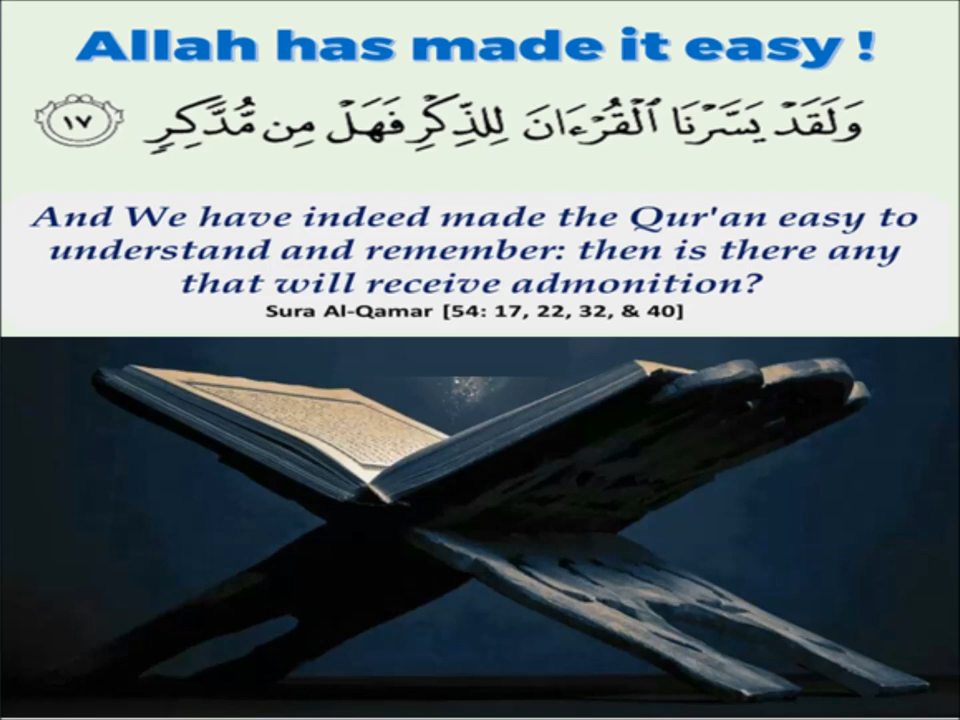 Allah has made it easy !
وَلَقَدْ يَسَّرْنَا ٱلْقُرْءَانَ لِلذِّكْرِ فَهَلْ مِن مُّدَّكِرٍ ١٧
And We have indeed made the Qur'an easy to
understand and remember: then is there any
that will receive admonition?
Sura Al-Qamar [54: 17, 22, 32, & 40]